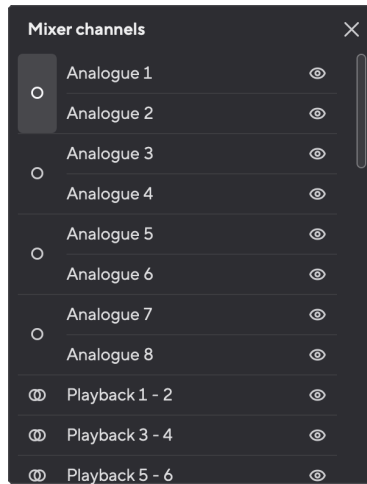 Mixer channels
Analogue 1
Analogue 2
Analogue 3
Analogue 4
Analogue 5
Analogue 6
Analogue 7
Analogue 8
Playback 1 - 2
Playback 3 - 4
Playback 5 - 6